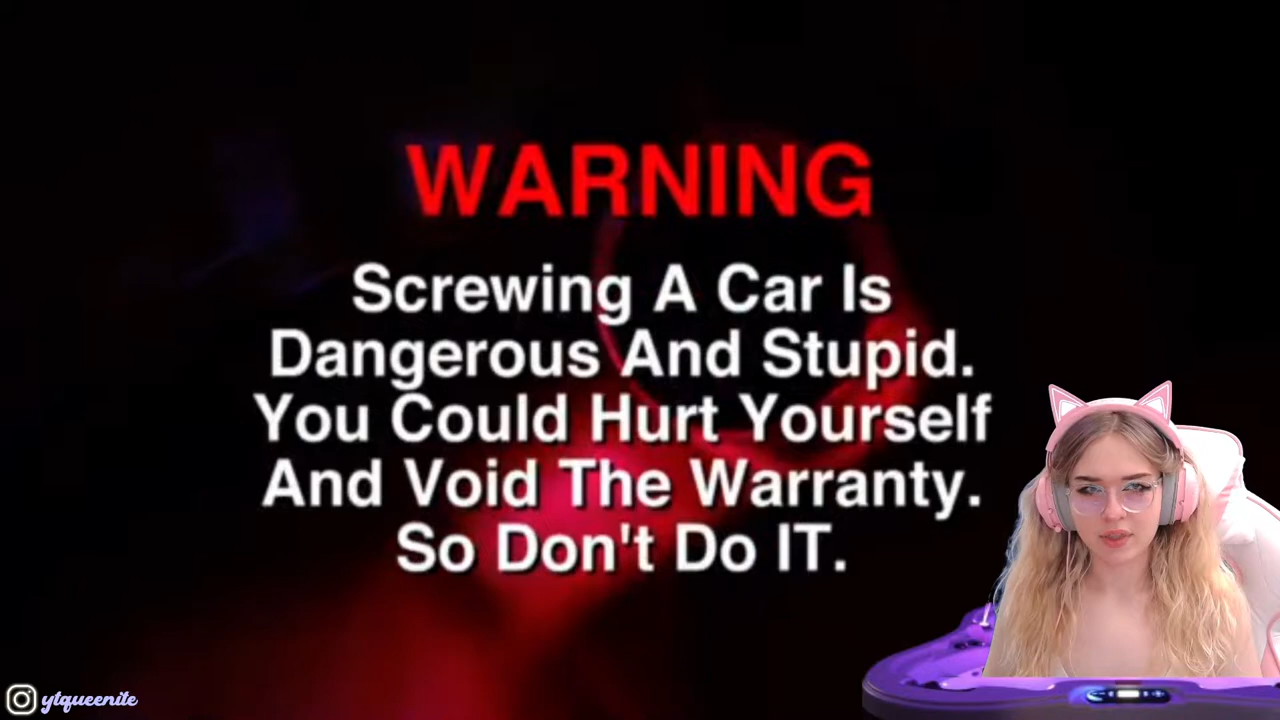 WARNING
Screwing A Car Is
Dangerous And Stupid.
You Could Hurt Yourself
And Void The Warranty.
So Don't Do IT.
ytqueenite